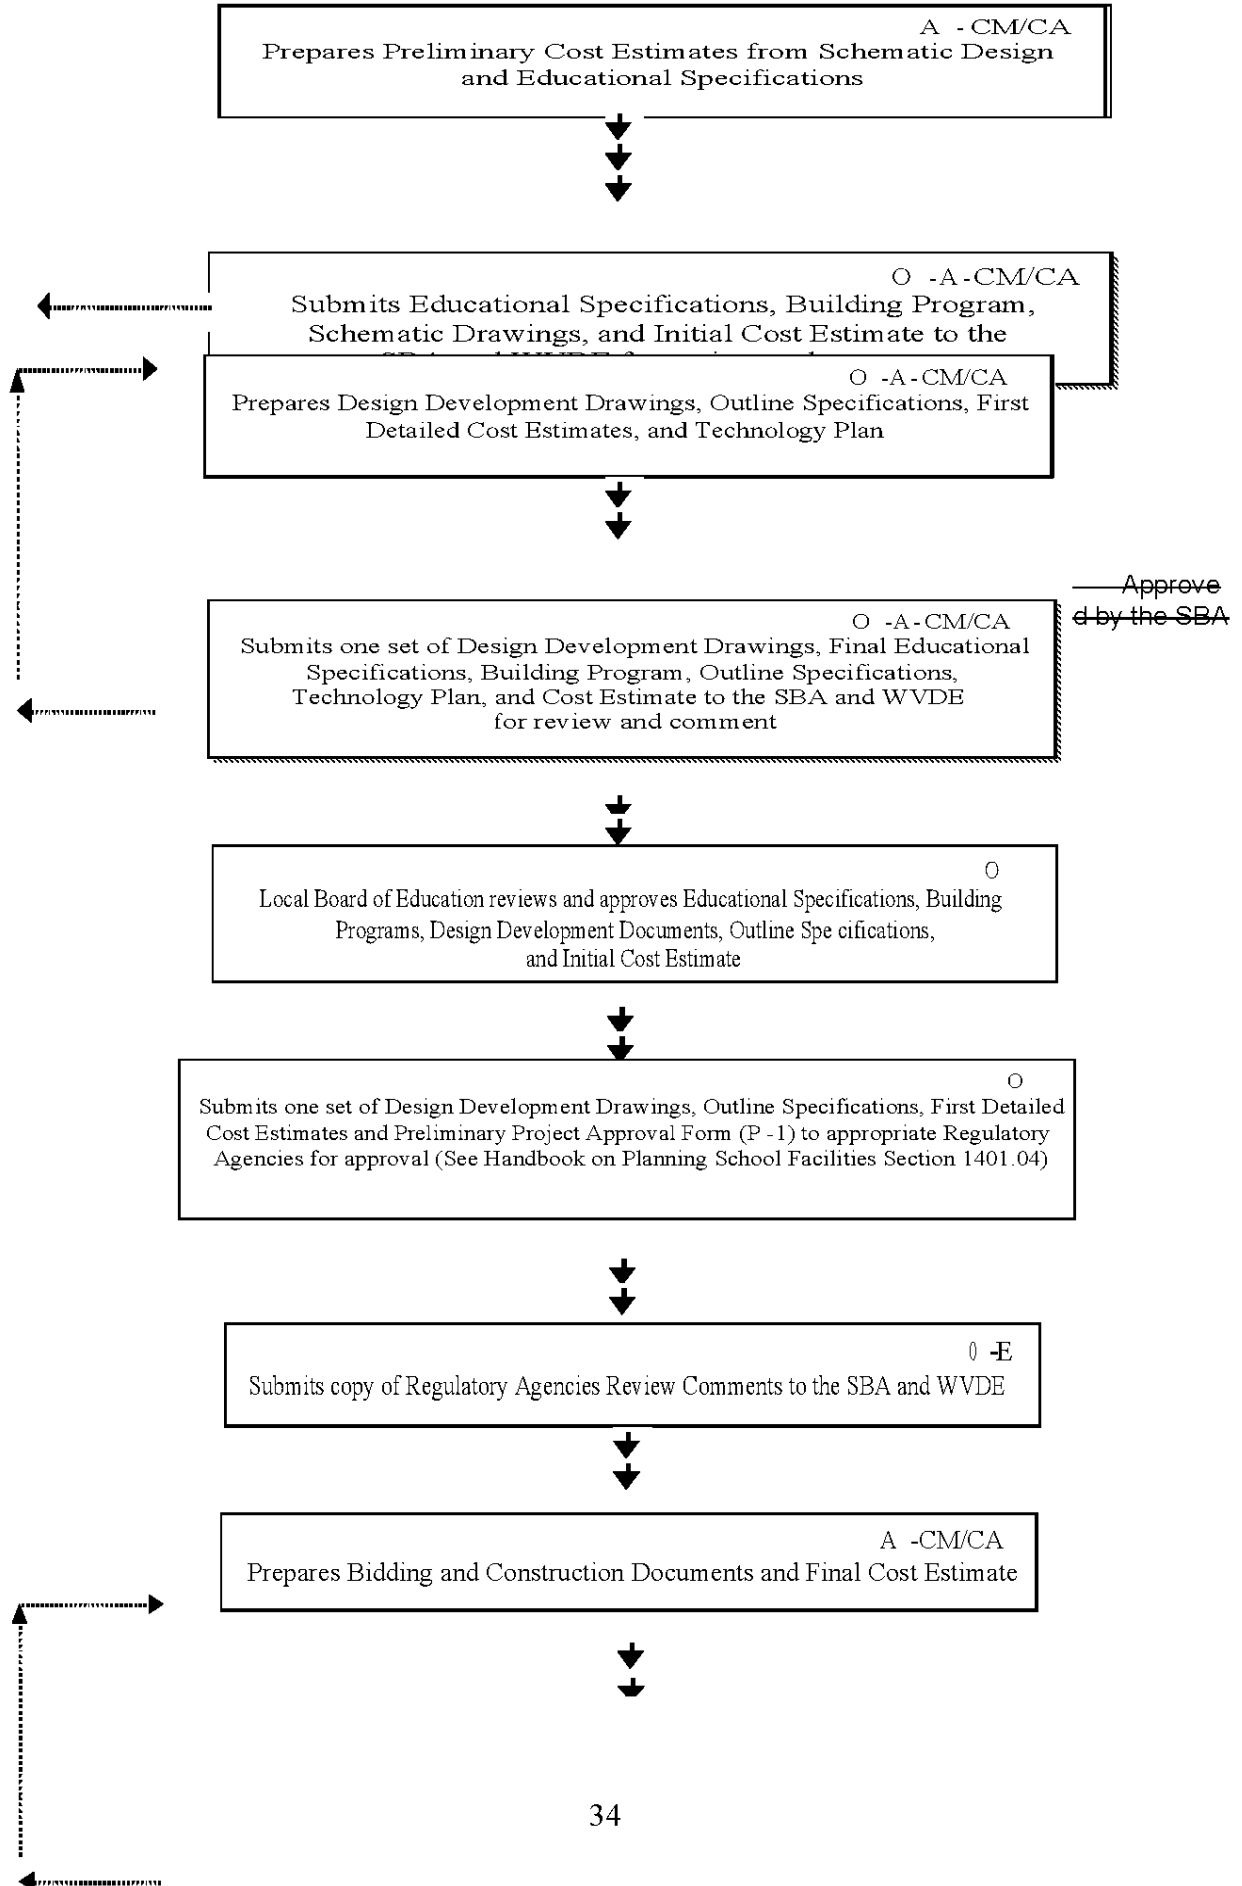 A - CM/CA
Prepares Preliminary Cost Estimates from Schematic Design
and Educational Specifications
O -A-CM/CA
Submits Educational Specifications, Building Program,
Schematic Drawings, and Initial Cost Estimate to the
O -A-CM/CA
Prepares Design Development Drawings, Outline Specifications, First
Detailed Cost Estimates, and Technology Plan
Approve
d by the SBA
O -A-CM/CA
Submits one set of Design Development Drawings, Final Educational
Specifications, Building Program, Outline Specifications,
Technology Plan, and Cost Estimate to the SBA and WVDE
for review and comment
O
Local Board of Education reviews and approves Educational Specifications, Building
Programs, Design Development Documents, Outline Spe cifications,
and Initial Cost Estimate
O
Submits one set of Design Development Drawings, Outline Specifications, First Detailed
Cost Estimates and Preliminary Project Approval Form (P -1) to appropriate Regulatory
Agencies for approval (See Handbook on Planning School Facilities Section 1401.04)
0 -E
Submits copy of Regulatory Agencies Review Comments to the SBA and WVDE
A -CM/CA
Prepares Bidding and Construction Documents and Final Cost Estimate
34